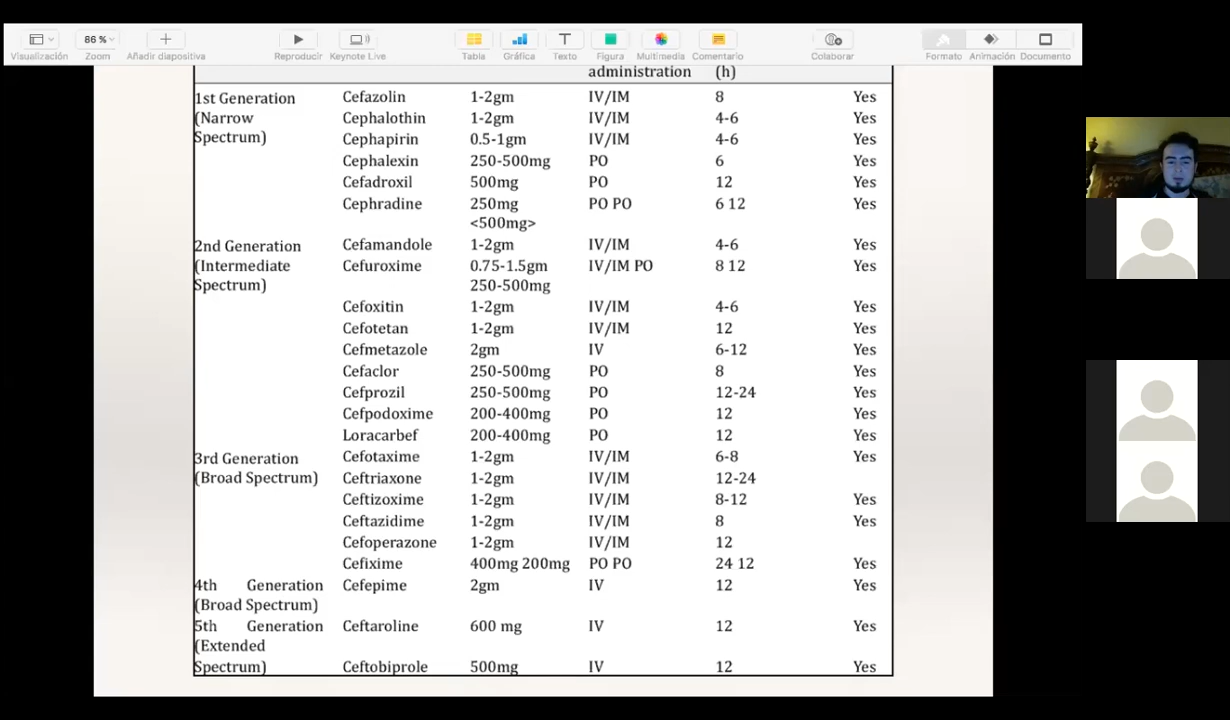 86 %
Visualización Zoom Añadir diapositiva Reproducir Keynote Live Tabla Gráfica Texto Figura Multimedia Comentario Colaborar Formato Animación Documento
administration (h)
1st Generation Cefazolin 1-2gm IV/IM 8 Yes
(Narrow Cephalothin 1-2gm IV/IM 4-6 Yes
Spectrum) Cephapirin 0.5-1gm IV/IM 4-6 Yes
Cephalexin 250-500mg PO 6 Yes
Cefadroxil 500mg PO 12 Yes
Cephradine 250mg PO PO 6 12 Yes
<500mg>
2nd Generation Cefamandole 1-2gm IV/IM 4-6 Yes
(Intermediate Cefuroxime 0.75-1.5gm IV/IM PO 8 12 Yes
Spectrum) 250-500mg
Cefoxitin 1-2gm IV/IM 4-6 Yes
Cefotetan 1-2gm IV/IM 12 Yes
Cefmetazole 2gm IV 6-12 Yes
Cefaclor 250-500mg PO 8 Yes
Cefprozil 250-500mg PO 12-24 Yes
Cefpodoxime 200-400mg PO 12 Yes
Loracarbef 200-400mg PO 12 Yes
3rd Generation Cefotaxime 1-2gm IV/IM 6-8 Yes
(Broad Spectrum) Ceftriaxone 1-2gm IV/IM 12-24
Ceftizoxime 1-2gm IV/IM 8-12 Yes
Ceftazidime 1-2gm IV/IM 8 Yes
Cefoperazone 1-2gm IV/IM 12
Cefixime 400mg 200mg PO PO 24 12 Yes
4th Generation Cefepime 2gm IV 12 Yes
(Broad Spectrum)
5th Generation Ceftaroline 600 mg IV 12 Yes
(Extended
Spectrum) Ceftobiprole 500mg IV 12 Yes